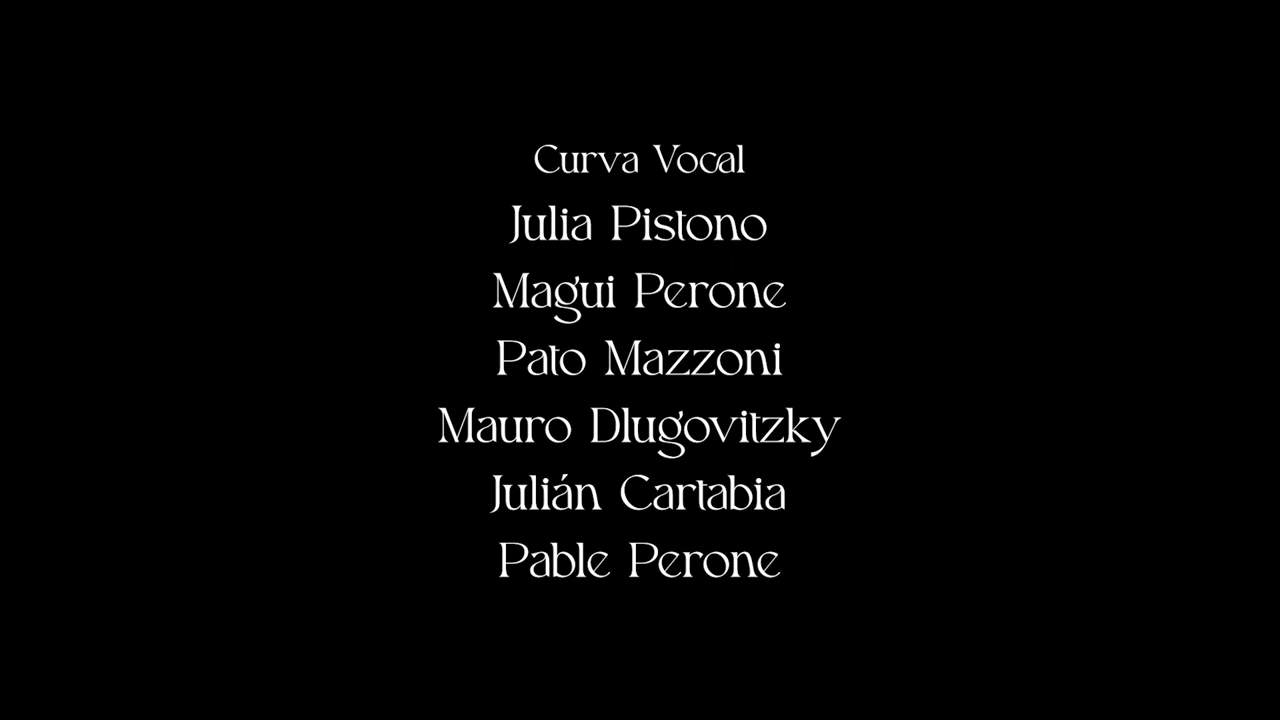 Curva Vocal
Julia Pistono
Magui Perone
Pato Mazzoni
Mauro Dlugovitzky
Julián Cartabia
Pable Perone